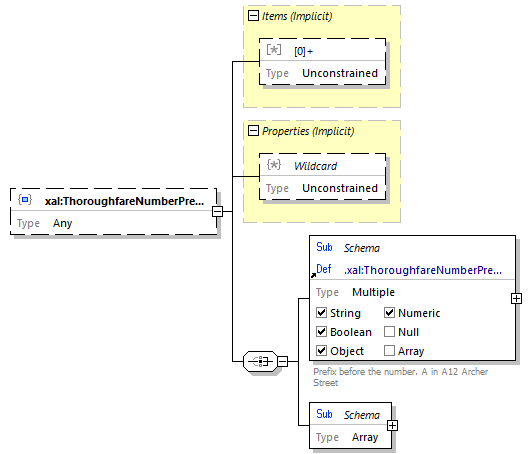 Items (Implicit)
[*] [0]+
Type Unconstrained
Properties (Implicit)
{*} Wildcard
Type Unconstrained
xal:ThoroughfareNumberPre...
Type Any
Sub Schema
Def .xal:ThoroughfareNumberPre...
Type Multiple
String Numeric
Boolean Null
Object Array
Prefix before the number. A in A12 Archer
Street
Sub Schema
Type Array